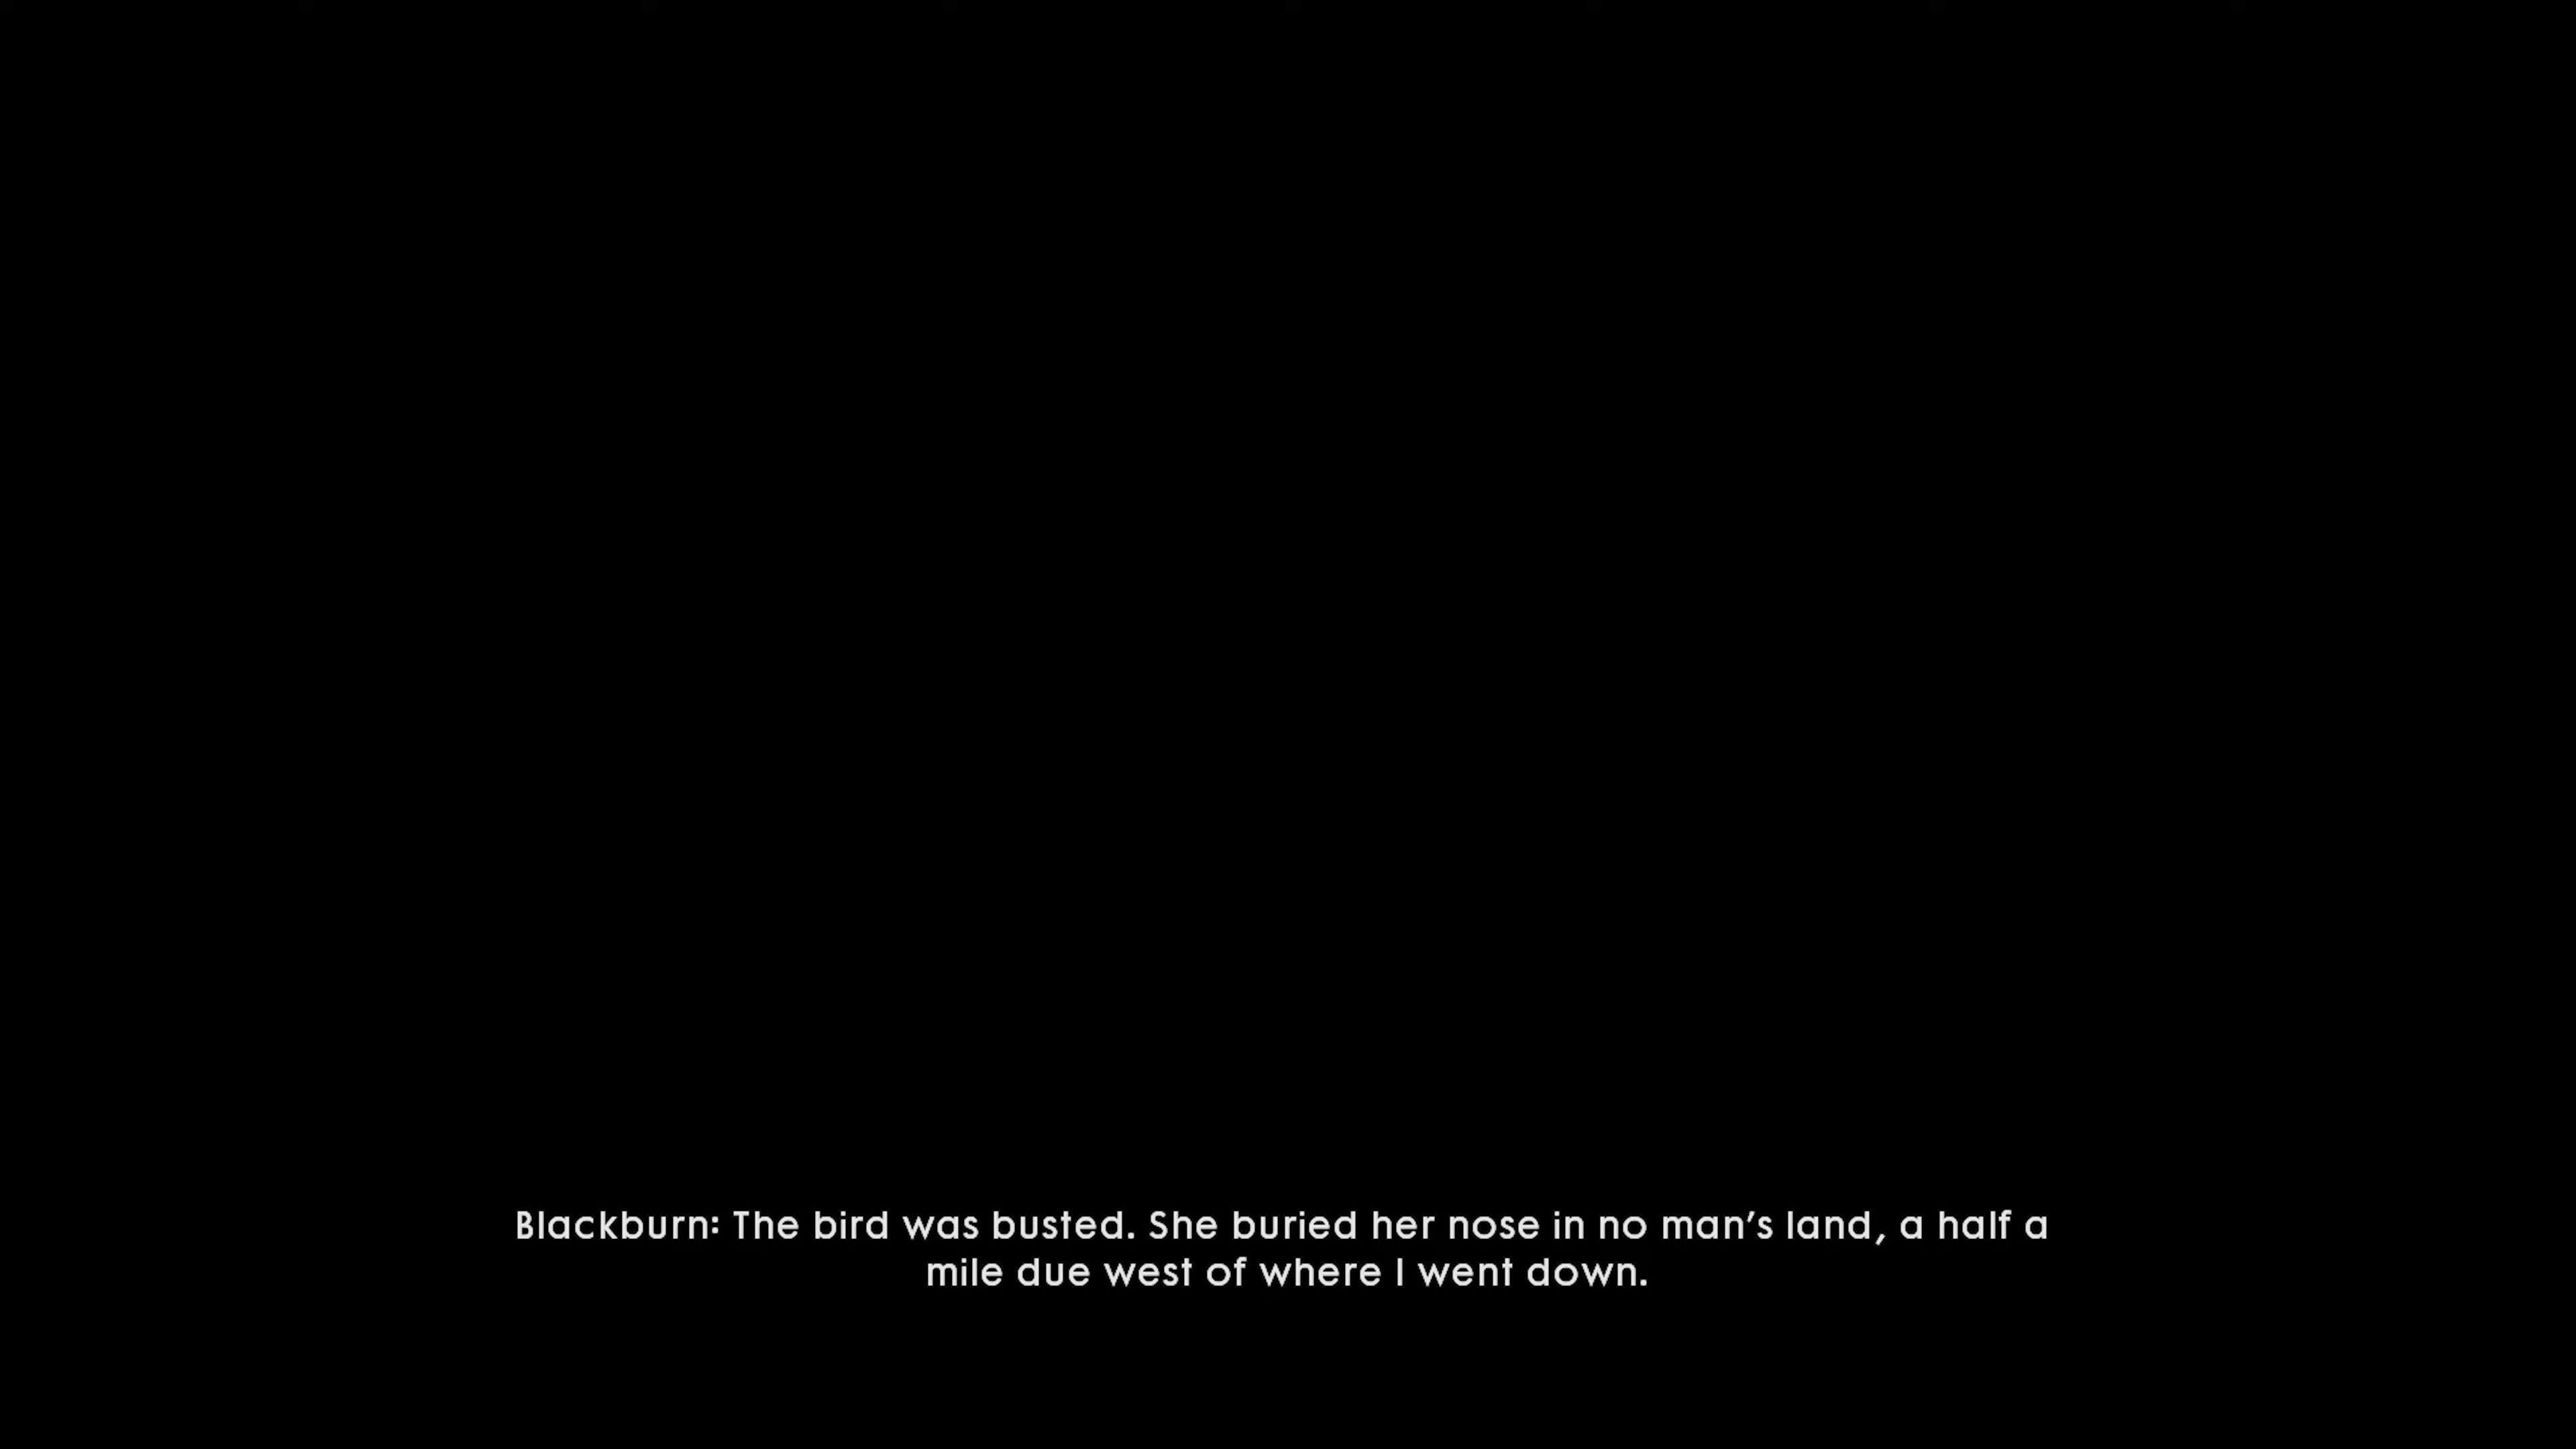 Blackburn: The bird was busted. She buried her nose in no man's land, a half a
mile due west of where I went down.